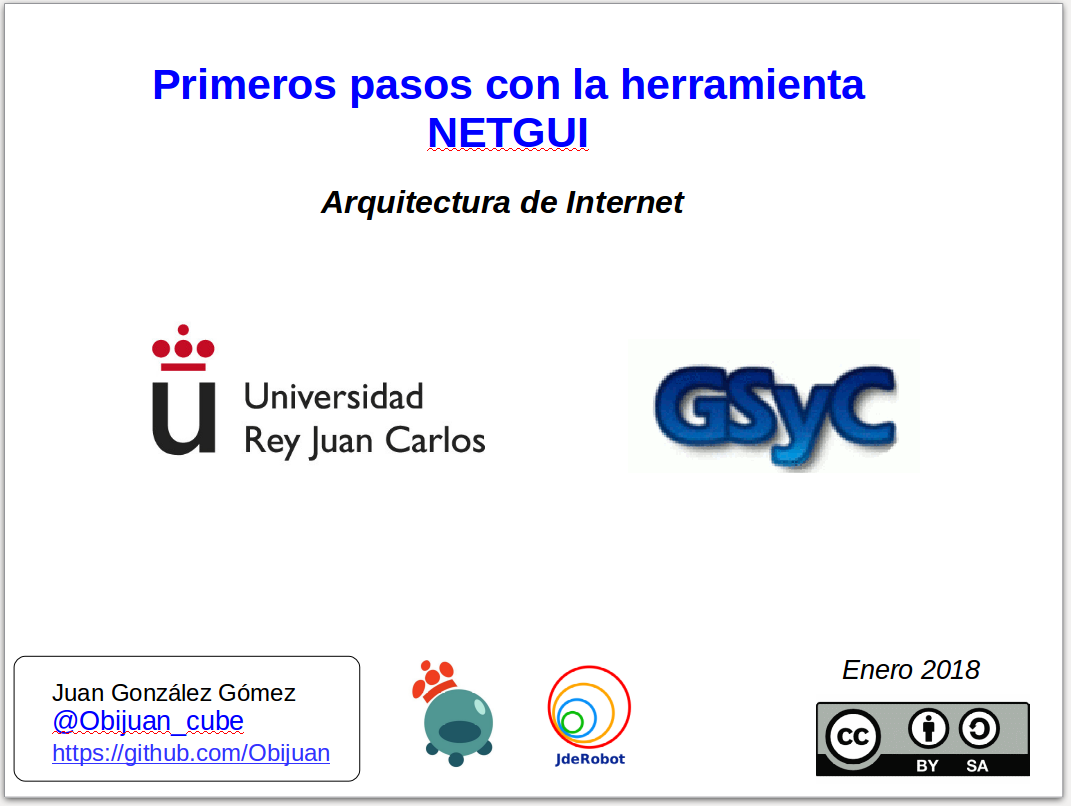 Primeros pasos con la herramienta
NETGUI
Arquitectura de Internet
u Universidad
Rey Juan Carlos
GSyC
Juan González Gómez
@Obijuan_cube
https://github.com/Obijuan
JdeRobot
Enero 2018
cc
BY SA